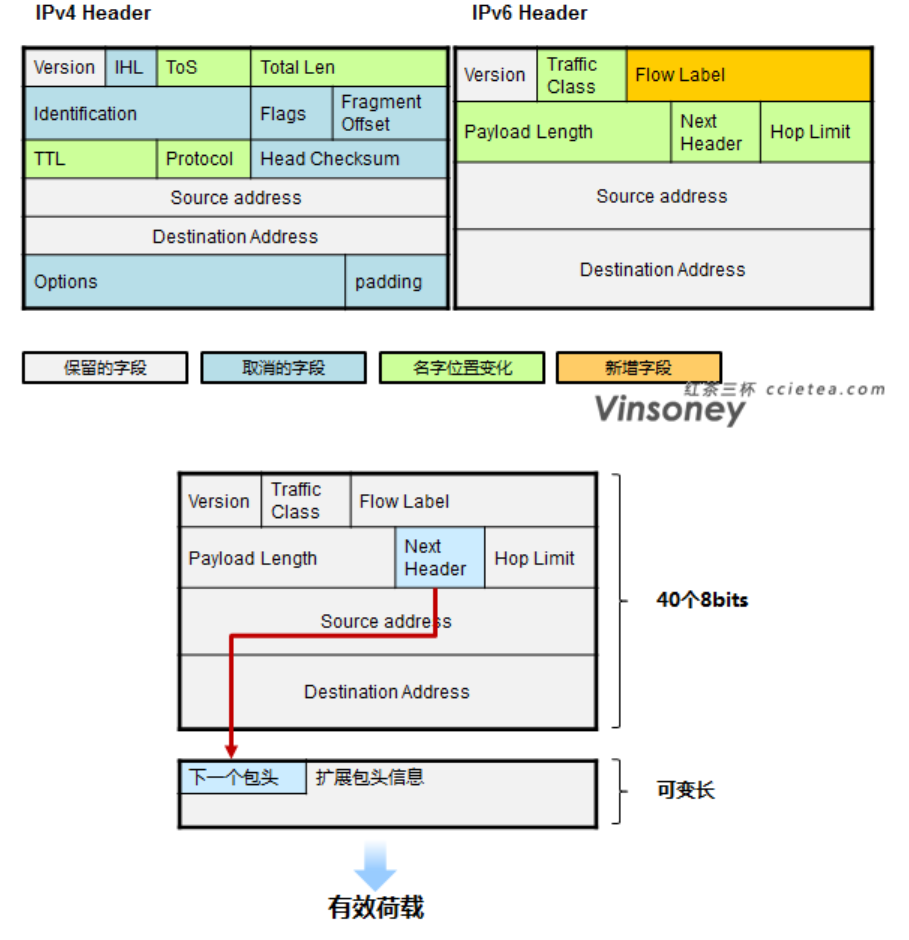 IPv4 Header
IPv6 Header
Version
IHL
ToS
Total Len
Identification
Flags
Fragment
Offset
TTL
Protocol
Head Checksum
Source address
Destination Address
Options
padding
Version
Traffic
Class
Flow Label
Payload Length
Next
Header
Hop Limit
Source address
Destination Address
保留的字段
取消的字段
名字位置变化
新增字段
红茶三杯 ccietea.com
Vinsoney
Version
Traffic
Class
Flow Label
Payload Length
Next
Header
Hop Limit
Source address
Destination Address
40个8bits
下一个包头
扩展包头信息
可变长
有效荷载